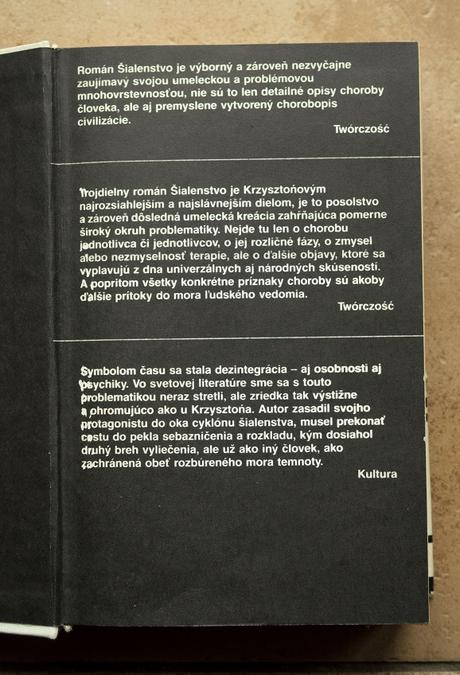 Román Šialenstvo je výborný a zároveň nezvyčajne
zaujímavý svojou umeleckou a problémovou
mnohovrstevnosťou, nie sú to len detailné opisy choroby
človeka, ale aj premyslene vytvorený chorobopis
civilizácie.
Twórczość
Trojdielny román Šialenstvo je Krzysztońovým
najrozsiahlejším a najslávnejším dielom, je to posolstvo
a zároveň dôsledná umelecká kreácia zahŕňajúca pomerne
široký okruh problematiky. Nejde tu len o chorobu
jednotlivca či jednotlivcov, o jej rozličné fázy, o zmysel
alebo nezmyselnosť terapie, ale o ďalšie objavy, ktoré sa
vyplavujú z dna univerzálnych aj národných skúseností.
A popritom všetky konkrétne príznaky choroby sú akoby
ďalšie prítoky do mora ľudského vedomia.
Twórczość
Symbolom času sa stala dezintegrácia – aj osobnosti aj
psychiky. Vo svetovej literatúre sme sa s touto
problematikou neraz stretli, ale zriedka tak výstižne
a ohromujúco ako u Krzysztońa. Autor zasadil svojho
protagonistu do oka cyklónu šialenstva, musel prekonať
cestu do pekla sebazničenia a rozkladu, kým dosiahol
druhý breh vyliečenia, ale už ako iný človek, ako
zachránená obeť rozbúreného mora temnoty.
Kultura